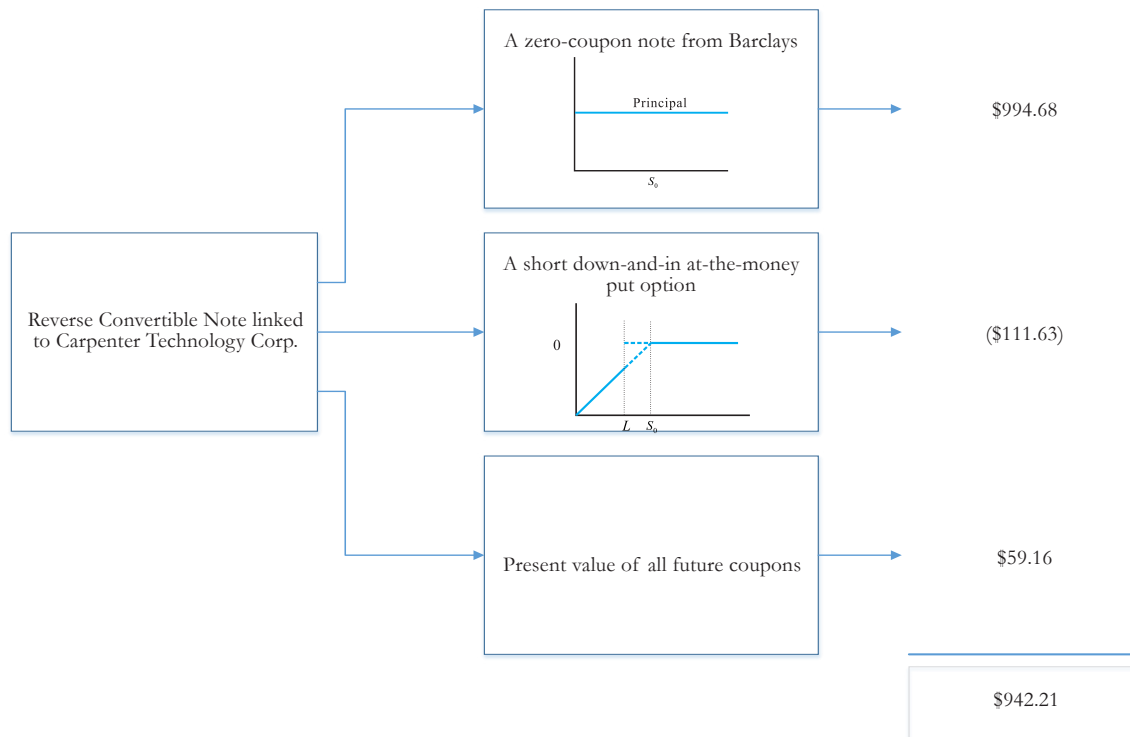 A zero-coupon note from Barclays
Principal
S₀
$994.68
Reverse Convertible Note linked
to Carpenter Technology Corp.
A short down-and-in at-the-money
put option
0
L S₀
($111.63)
Present value of all future coupons
$59.16
$942.21